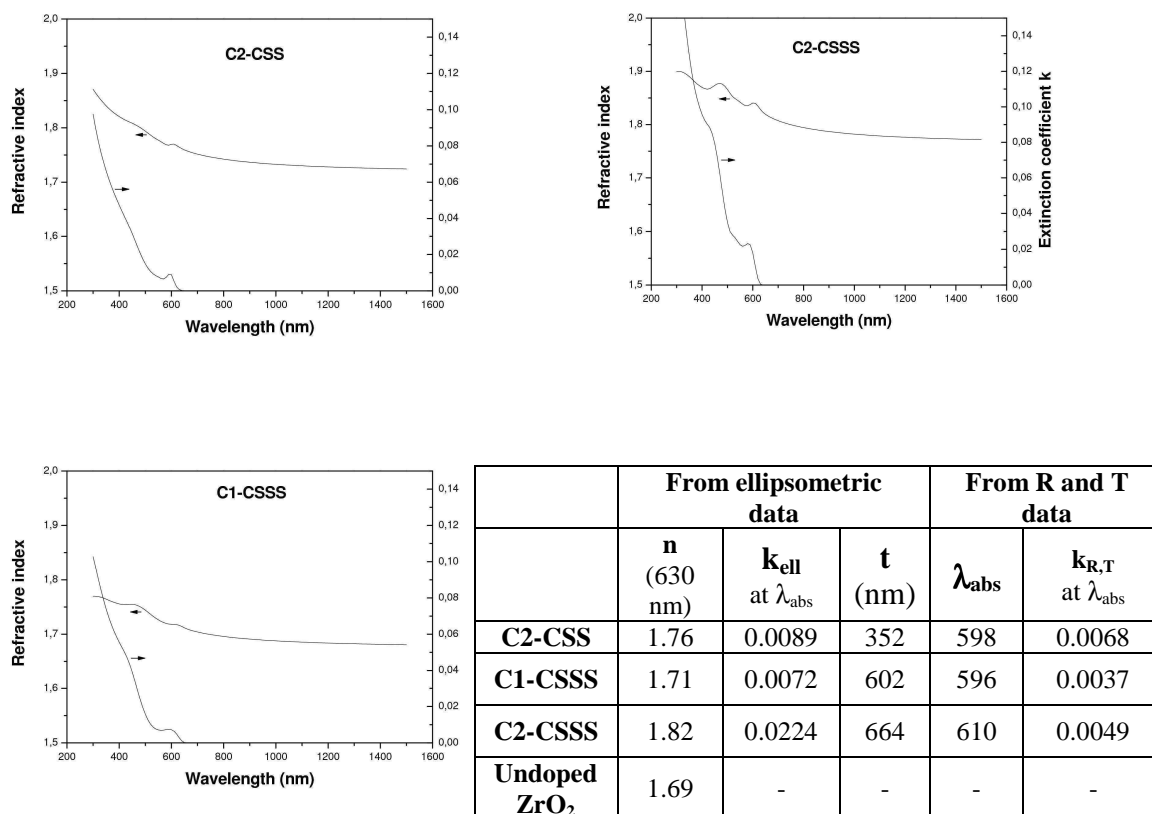 C2-CSS
Refractive index
2,0
1,9
1,8
1,7
1,6
1,5
0,14
0,12
0,10
0,08
0,06
0,04
0,02
0,00
200 400 600 800 1000 1200 1400 1600
Wavelength (nm)
C2-CSSS
Refractive index
2,0
1,9
1,8
1,7
1,6
1,5
0,14
0,12
0,10
0,08
0,06
0,04
0,02
0,00
Extinction coefficient k
200 400 600 800 1000 1200 1400 1600
Wavelength (nm)
C1-CSSS
Refractive index
2,0
1,9
1,8
1,7
1,6
1,5
0,14
0,12
0,10
0,08
0,06
0,04
0,02
0,00
200 400 600 800 1000 1200 1400 1600
Wavelength (nm)
From ellipsometric data
From R and T data
n (630 nm)
k_ell at λ_abs
t (nm)
λ_abs
k_R,T at λ_abs
C2-CSS 1.76 0.0089 352 598 0.0068
C1-CSSS 1.71 0.0072 602 596 0.0037
C2-CSSS 1.82 0.0224 664 610 0.0049
Undoped ZrO₂ 1.69 - - - -